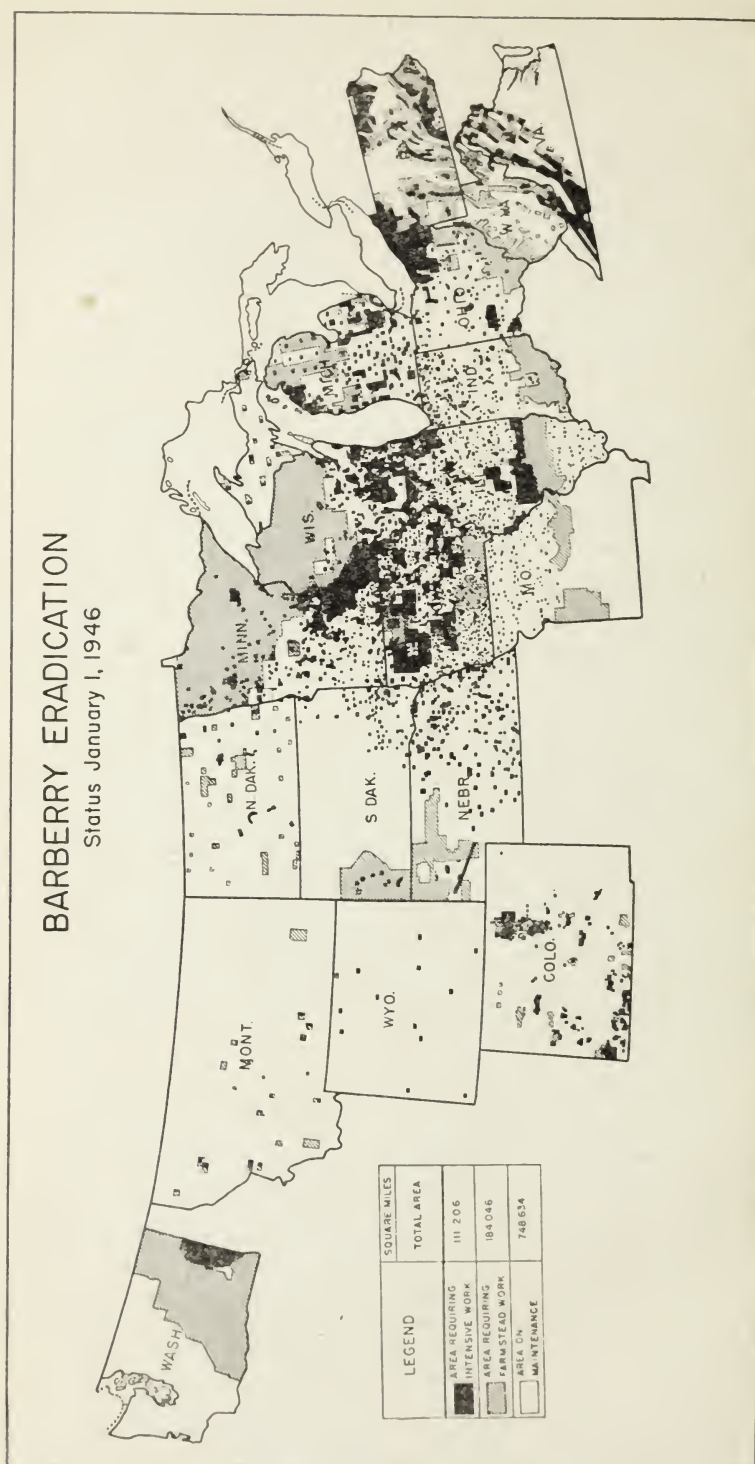 BARBERRY ERADICATION
Status January 1, 1946
WASH.
MONT.
WYO.
COLO.
N DAK.
S DAK.
NEBR.
MINN.
WIS.
MO.
MICH
IND.
OHIO
W VA
VA.
LEGEND
SQUARE MILES
TOTAL AREA
AREA REQUIRING
INTENSIVE WORK
111 206
AREA REQUIRING
FARMSTEAD WORK
184 046
AREA ON
MAINTENANCE
748 634